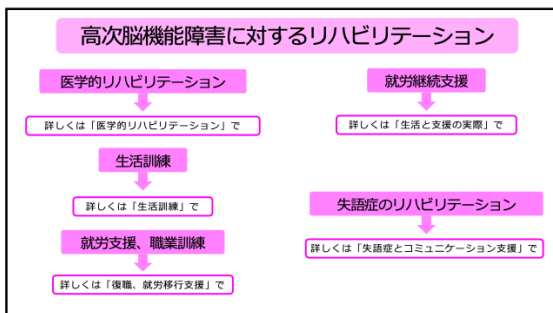 高次脳機能障害に対するリハビリテーション
医学的リハビリテーション
詳しくは「医学的リハビリテーション」で
生活訓練
詳しくは「生活訓練」で
就労支援、職業訓練
詳しくは「復職、就労移行支援」で
就労継続支援
詳しくは「生活と支援の実際」で
失語症のリハビリテーション
詳しくは「失語症とコミュニケーション支援」で